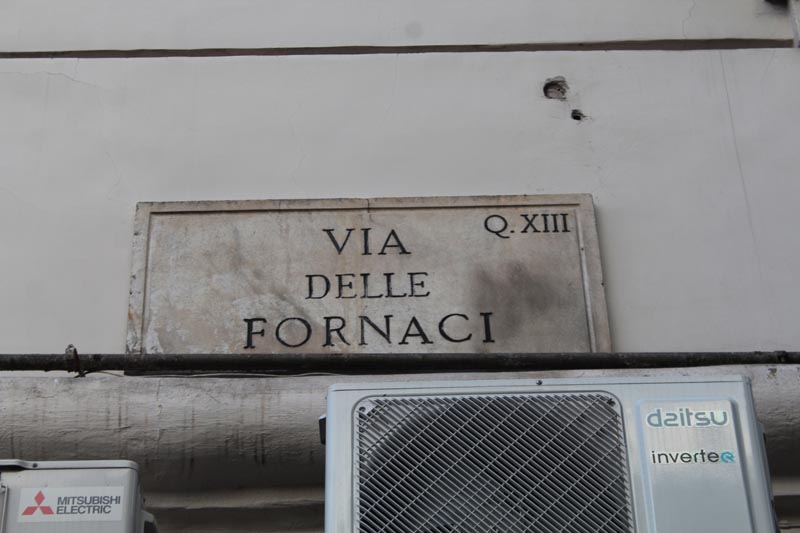 Q. XIII
VIA
DELLE
FORNACI
daitsu
inverter
MITSUBISHI
ELECTRIC